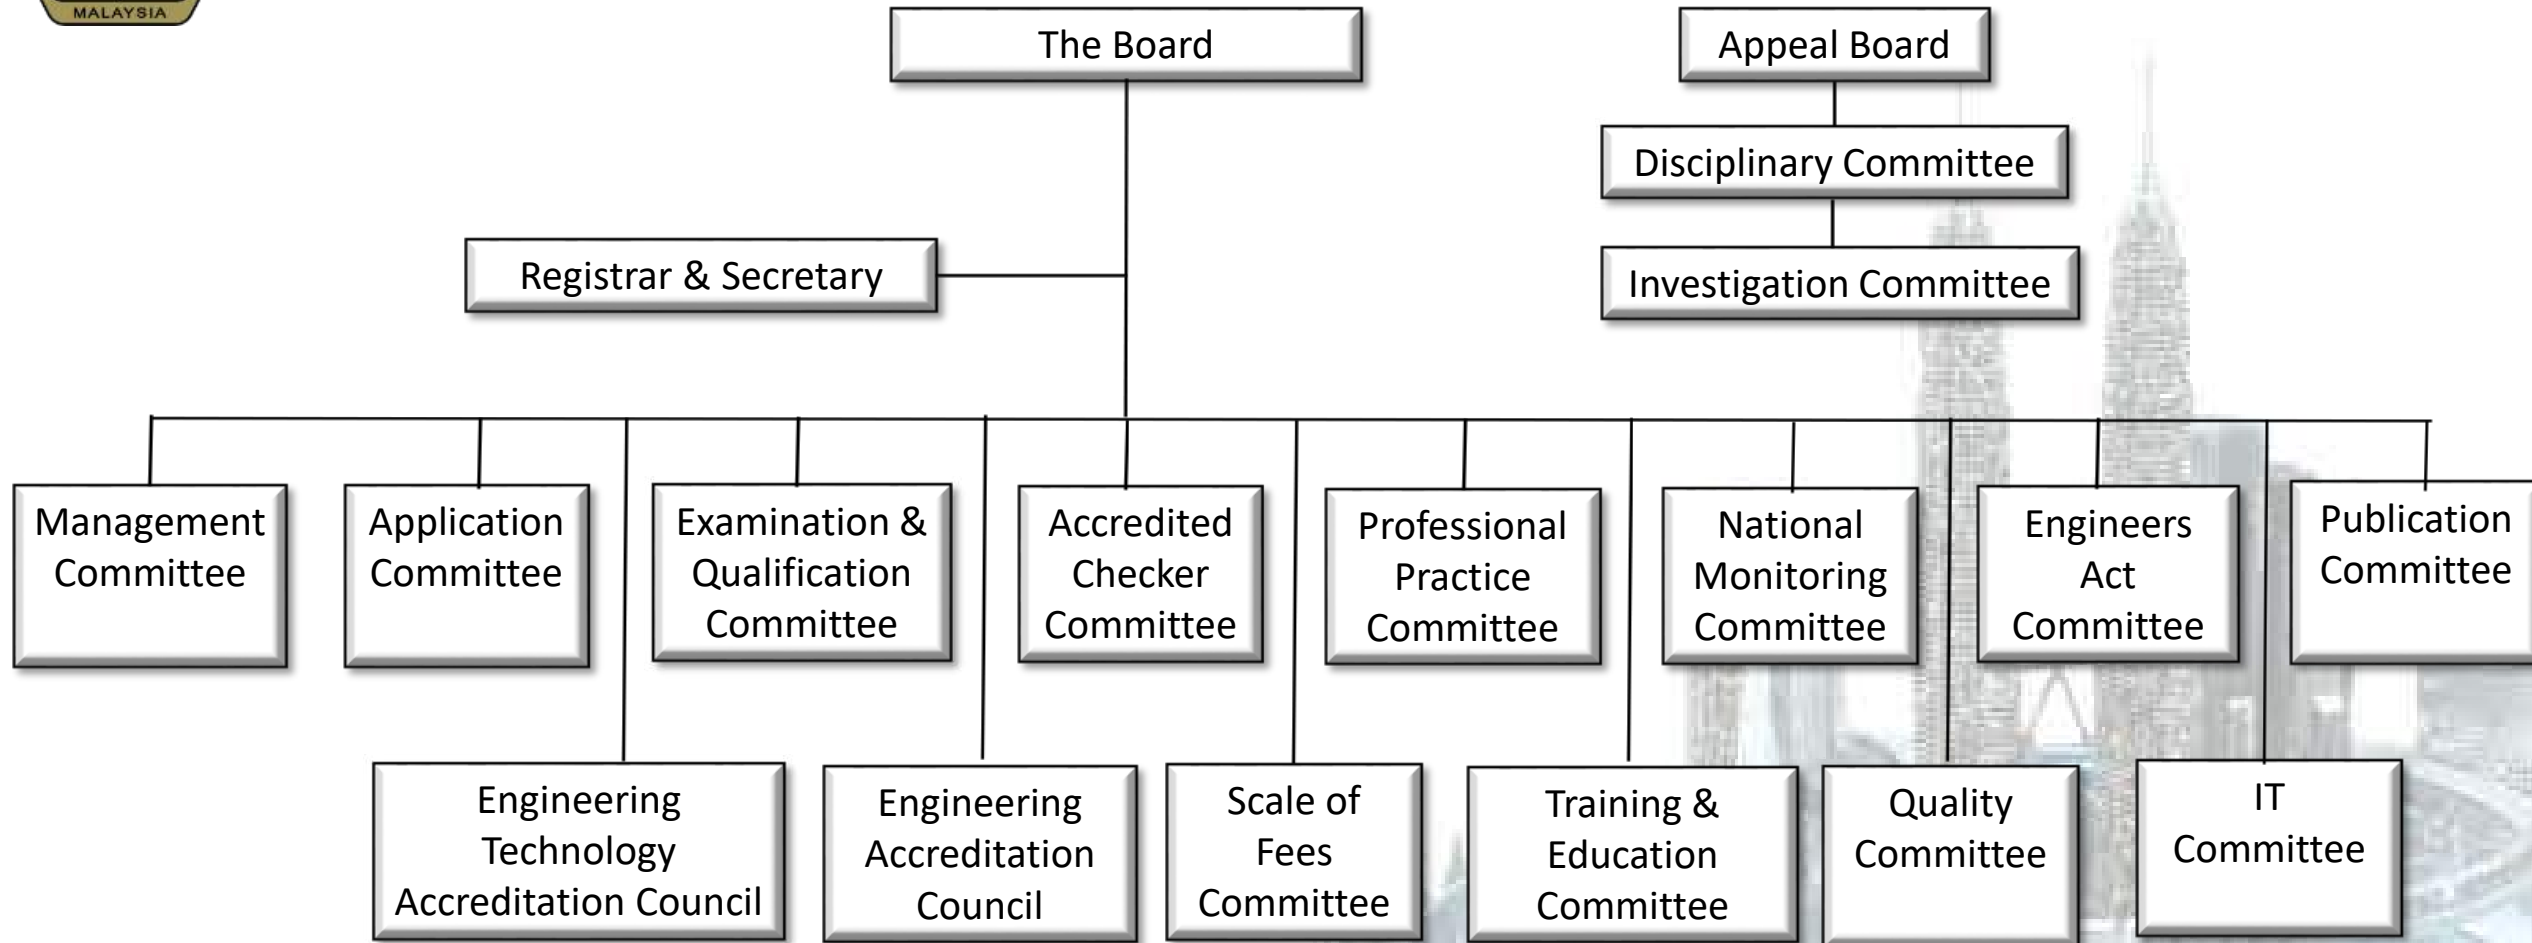 MALAYSIA
The Board
Appeal Board
Disciplinary Committee
Registrar & Secretary
Investigation Committee
Management
Committee
Application
Committee
Examination &
Qualification
Committee
Accredited
Checker
Committee
Professional
Practice
Committee
National
Monitoring
Committee
Engineers
Act
Committee
Publication
Committee
Engineering
Technology
Accreditation Council
Engineering
Accreditation
Council
Scale of
Fees
Committee
Training &
Education
Committee
Quality
Committee
IT
Committee